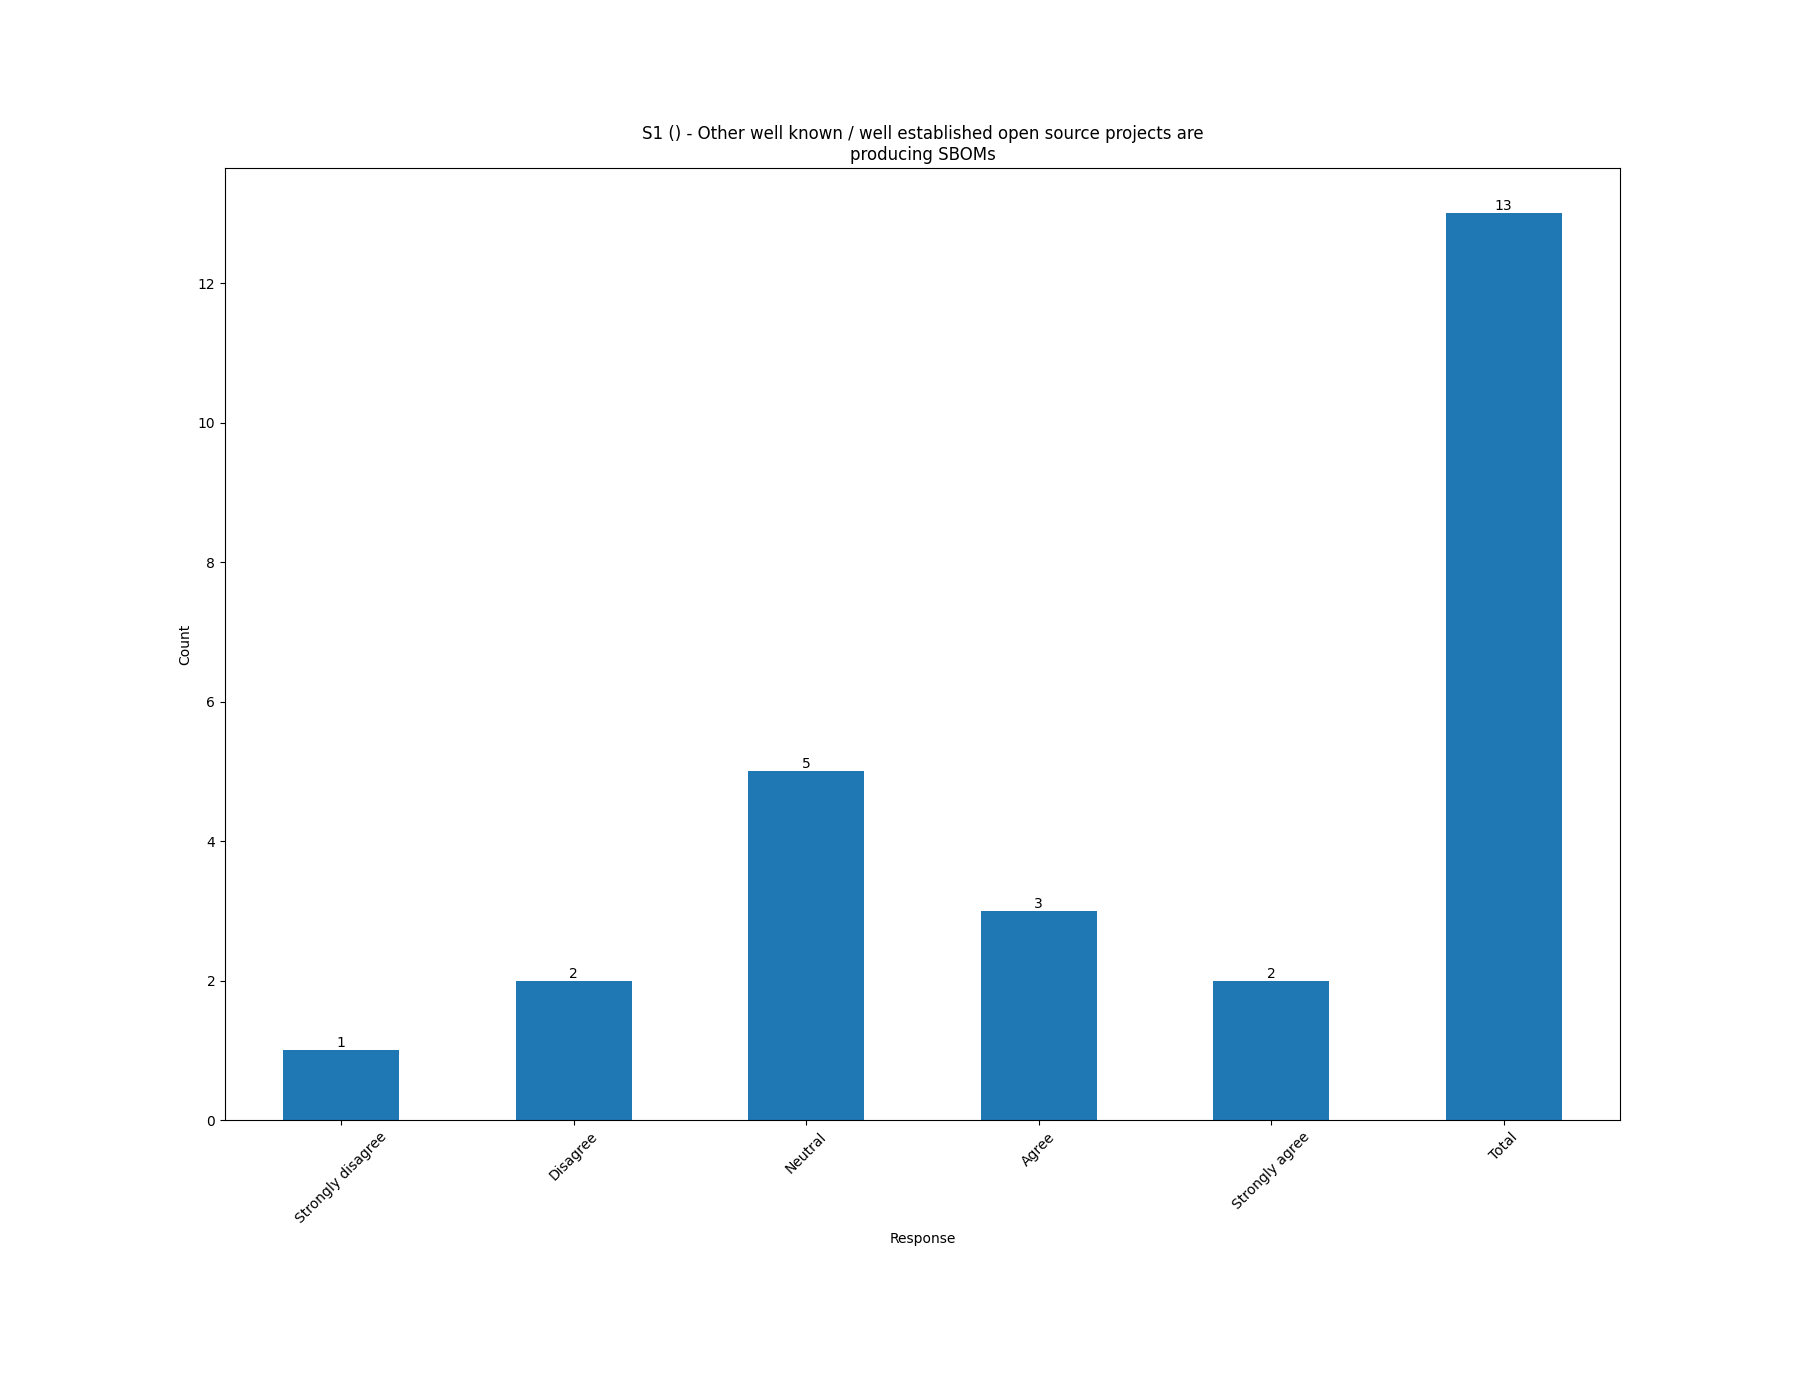 S1 () - Other well known / well established open source projects are
producing SBOMs
13
12
10
8
6
4
2
0
5
3
2
2
1
Count
Strongly disagree
Disagree
Neutral
Agree
Strongly agree
Total
Response